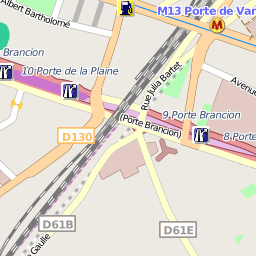 M13 Porte de Van
Albert Bartholomé
Brancion
10 Porte de la Plaine
Avenue
Rue Julia Bartet
9 Porte Brancion
(Porte Brancion)
8 Porte
D130
D61B
D61E
Gaulle